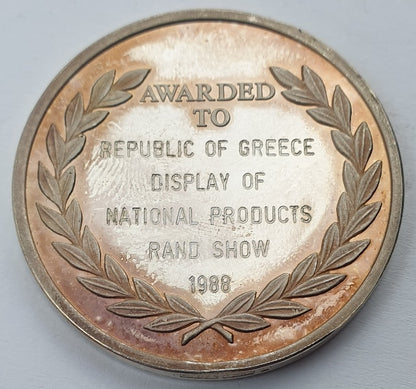 AWARDED
TO
REPUBLIC OF GREECE
DISPLAY OF
NATIONAL PRODUCTS
RAND SHOW
1988